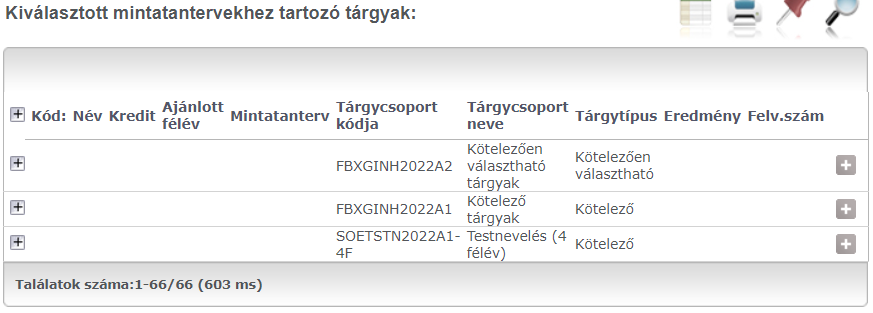 Kiválasztott mintatantervekhez tartozó tárgyak:
Kód: Név Kredit Ajánlott félév Mintatanterv Tárgycsoport kódja Tárgycsoport neve Tárgytípus Eredmény Felv.szám
FBXGINH2022A2 Kötelezően választható tárgyak Kötelezően választható
FBXGINH2022A1 Kötelező tárgyak Kötelező
SOETSTN2022A1-4F Testnevelés (4 félév) Kötelező
Találatok száma:1-66/66 (603 ms)